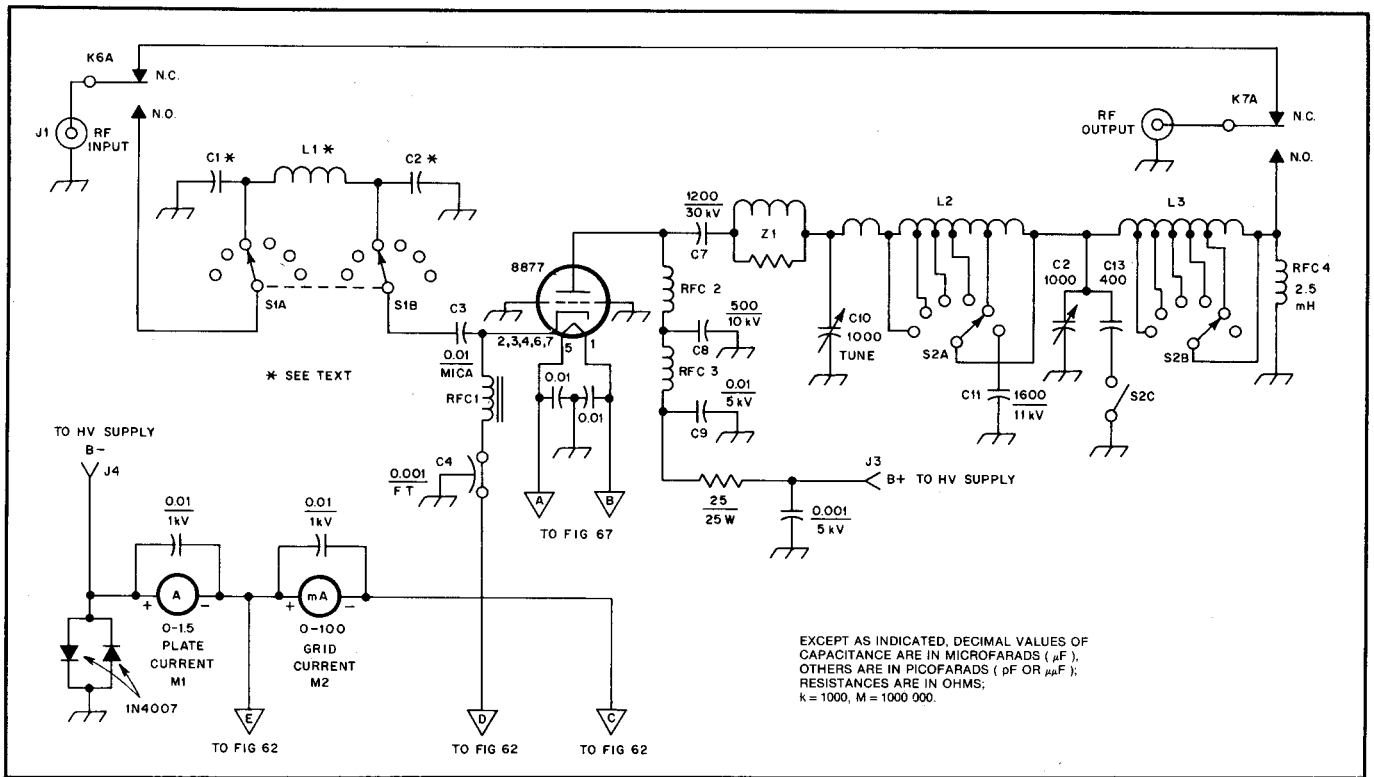 K6A
N.C.
N.O.
J1
RF
INPUT
C1*
L1*
C2*
S1A
S1B
* SEE TEXT
C3
0.01
MICA
RFC1
C4
0.001
FT
8877
2,3,4,6,7
5
1
0.01
0.01
A
B
TO FIG 67
1200
30 kV
C7
Z1
RFC 2
500
10 kV
C8
RFC 3
0.01
5 kV
C9
25
25W
0.001
5 kV
J3
B+ TO HV SUPPLY
C10
1000
TUNE
L2
S2A
C11
1600
11 kV
C2
1000
C13
400
S2C
L3
S2B
RF
OUTPUT
K7A
N.C.
N.O.
RFC 4
2.5
mH
TO HV SUPPLY
B-
J4
0.01
1kV
0.01
1kV
+ A -
+ mA -
0-1.5
PLATE
CURRENT
M1
0-100
GRID
CURRENT
M2
1N4007
E
TO FIG 62
D
TO FIG 62
C
TO FIG 62
EXCEPT AS INDICATED, DECIMAL VALUES OF
CAPACITANCE ARE IN MICROFARADS ( μF ),
OTHERS ARE IN PICOFARADS ( pF OR μμF );
RESISTANCES ARE IN OHMS;
k = 1000, M = 1000 000.